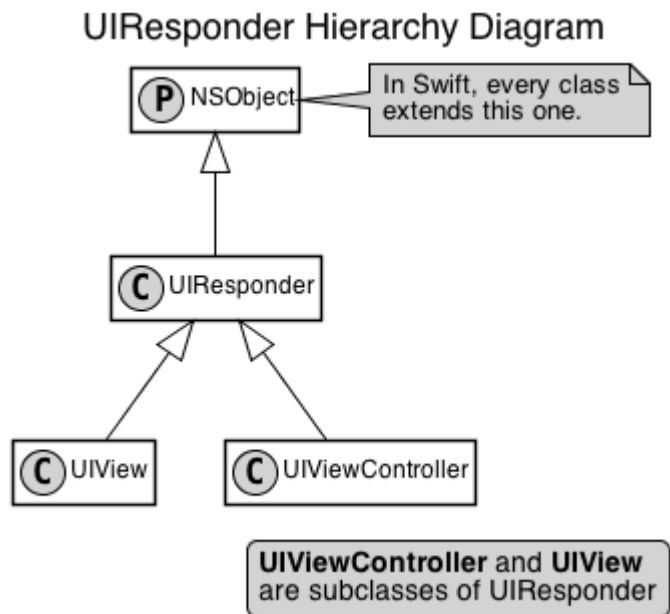 UIResponder Hierarchy Diagram
P NSObject
In Swift, every class
extends this one.
C UIResponder
C UIView
C UIViewController
UIViewController and UIView
are subclasses of UIResponder